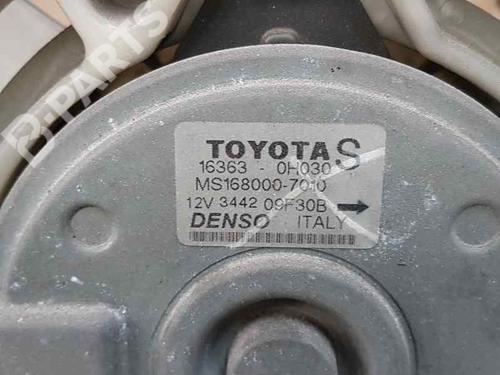 B-PARTS
TOYOTA S
16363 - 0H030
MS168000-7010
12V 3442 09F30B
DENSO ITALY